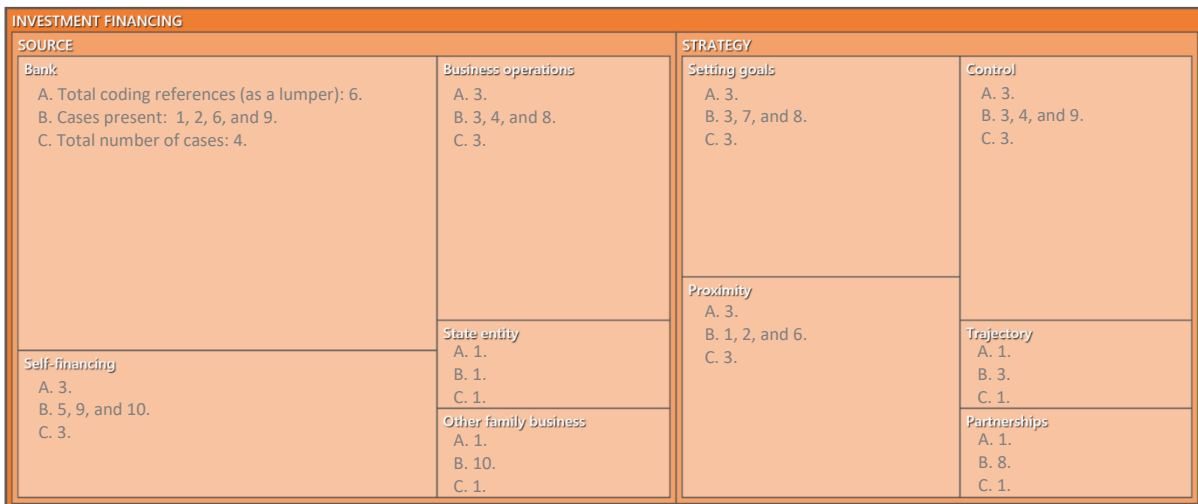 INVESTMENT FINANCING
SOURCE
Bank
A. Total coding references (as a lumper): 6.
B. Cases present:  1, 2, 6, and 9.
C. Total number of cases: 4.
Self-financing
A. 3.
B. 5, 9, and 10.
C. 3.
Business operations
A. 3.
B. 3, 4, and 8.
C. 3.
State entity
A. 1.
B. 1.
C. 1.
Other family business
A. 1.
B. 10.
C. 1.
STRATEGY
Setting goals
A. 3.
B. 3, 7, and 8.
C. 3.
Proximity
A. 3.
B. 1, 2, and 6.
C. 3.
Control
A. 3.
B. 3, 4, and 9.
C. 3.
Trajectory
A. 1.
B. 3.
C. 1.
Partnerships
A. 1.
B. 8.
C. 1.